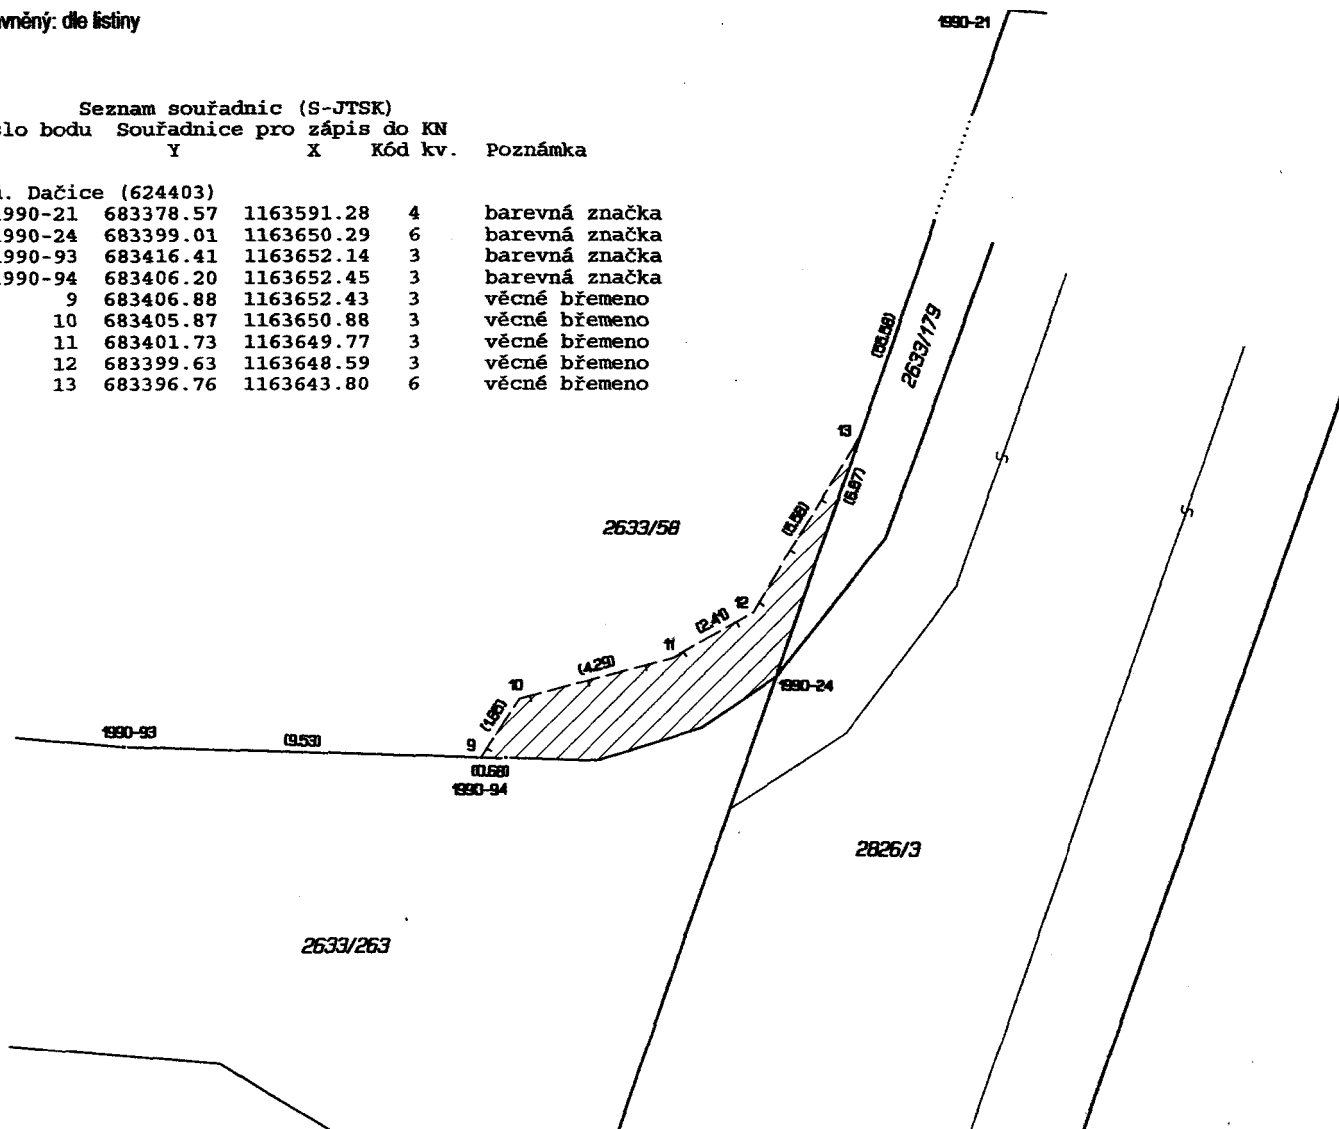 vněný: dle listiny
Seznam souřadnic (S-JTSK)
slo bodu Souřadnice pro zápis do KN
Y X Kód kv. Poznámka
. Dačice (624403)
1990-21 683378.57 1163591.28 4 barevná značka
1990-24 683399.01 1163650.29 6 barevná značka
1990-93 683416.41 1163652.14 3 barevná značka
1990-94 683406.20 1163652.45 3 barevná značka
9 683406.88 1163652.43 3 věcné břemeno
10 683405.87 1163650.88 3 věcné břemeno
11 683401.73 1163649.77 3 věcné břemeno
12 683399.63 1163648.59 3 věcné břemeno
13 683396.76 1163643.80 6 věcné břemeno
1990-21
(55.58)
2633/179
13
(6.87)
(5.58)
2633/58
12
(2.41)
11
(4.29)
10
1990-24
(1.85)
1990-93
(9.53)
9
(0.68)
1990-94
2826/3
2633/263